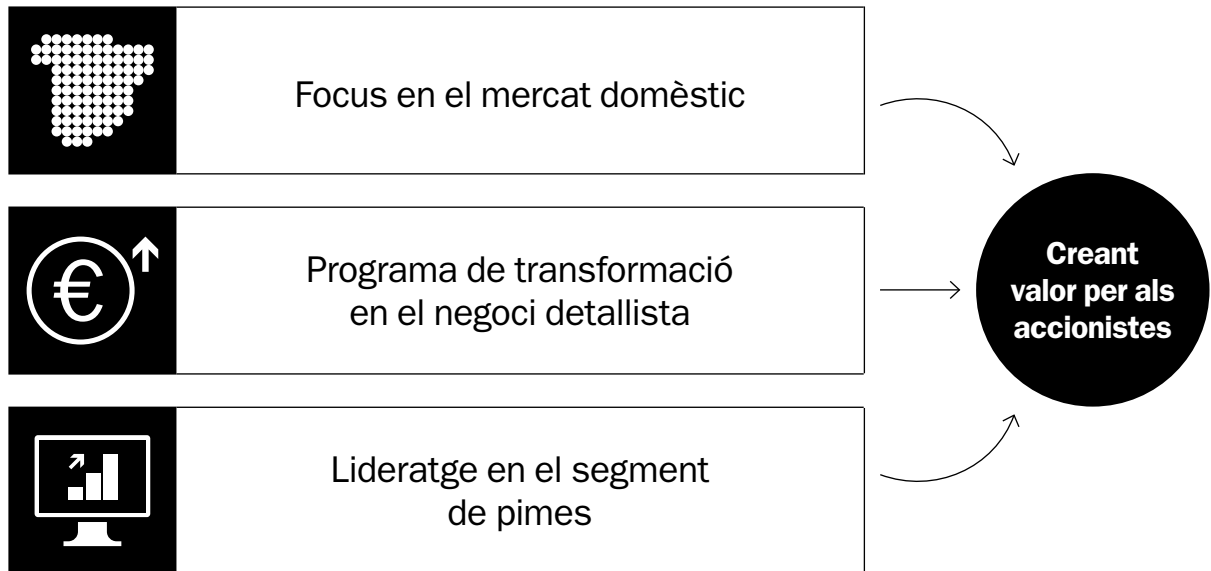 Focus en el mercat domèstic
Programa de transformació
en el negoci detallista
Lideratge en el segment
de pimes
Creant
valor per als
accionistes
€